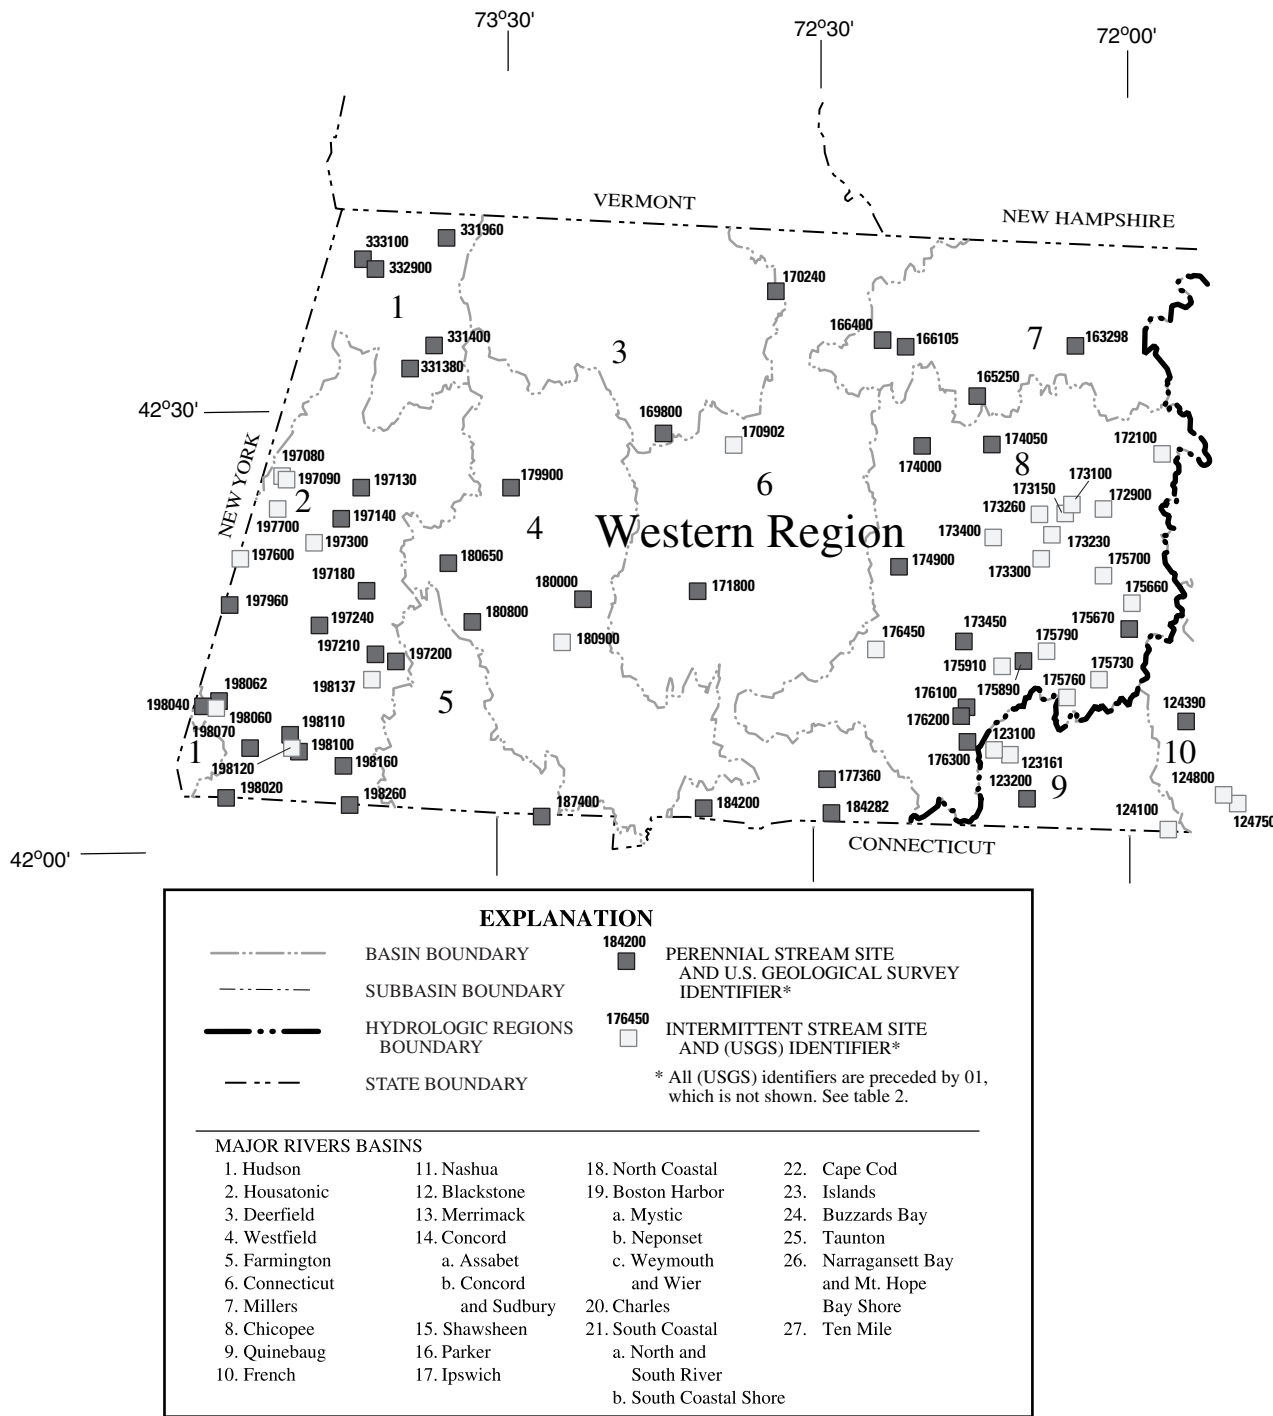 73°30'
72°30'
72°00'
VERMONT
NEW HAMPSHIRE
331960
333100
332900
170240
1
166400
166105
7
163298
331400
3
331380
165250
42°30'
169800
170902
174050
172100
NEW YORK
197080
174000
8
197090
197130
179900
6
173100
2
173150
172900
197140
4
Western Region
173260
197700
173400
197300
173230
197600
180650
174900
173300
175700
197180
180000
171800
175660
197960
180800
175670
197240
180900
176450
173450
175790
197210
197200
175910
175730
198137
175890
175760
198062
5
198040
176100
124390
198060
176200
198110
123100
198070
1
198100
176300
123161
10
198120
198160
177360
123200
9
124800
198020
198260
187400
184200
184282
124100
124750
CONNECTICUT
42°00'
EXPLANATION
BASIN BOUNDARY
SUBBASIN BOUNDARY
HYDROLOGIC REGIONS
BOUNDARY
STATE BOUNDARY
184200
PERENNIAL STREAM SITE
AND U.S. GEOLOGICAL SURVEY
IDENTIFIER*
176450
INTERMITTENT STREAM SITE
AND (USGS) IDENTIFIER*
* All (USGS) identifiers are preceded by 01,
which is not shown. See table 2.
MAJOR RIVERS BASINS
1. Hudson
2. Housatonic
3. Deerfield
4. Westfield
5. Farmington
6. Connecticut
7. Millers
8. Chicopee
9. Quinebaug
10. French
11. Nashua
12. Blackstone
13. Merrimack
14. Concord
a. Assabet
b. Concord
and Sudbury
15. Shawsheen
16. Parker
17. Ipswich
18. North Coastal
19. Boston Harbor
a. Mystic
b. Neponset
c. Weymouth
and Wier
20. Charles
21. South Coastal
a. North and
South River
b. South Coastal Shore
22. Cape Cod
23. Islands
24. Buzzards Bay
25. Taunton
26. Narragansett Bay
and Mt. Hope
Bay Shore
27. Ten Mile